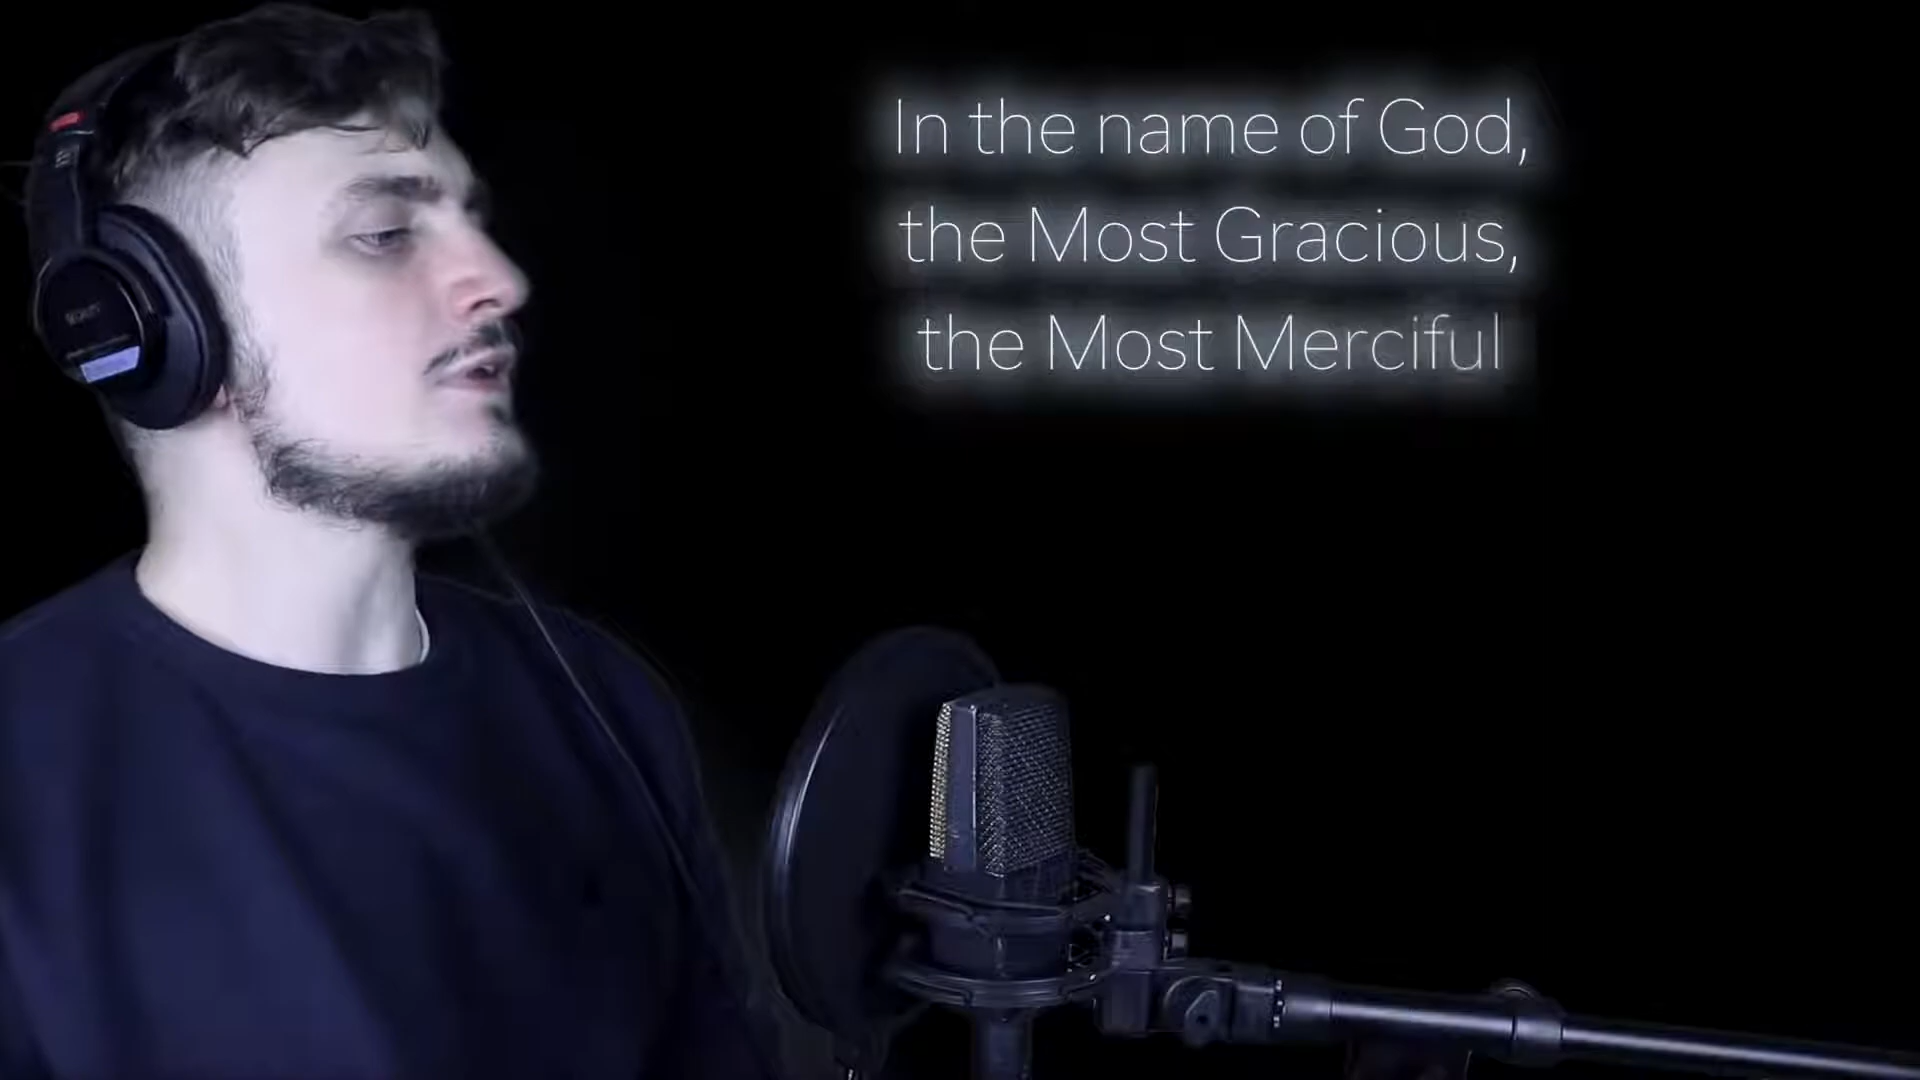 In the name of God,
the Most Gracious,
the Most Merciful